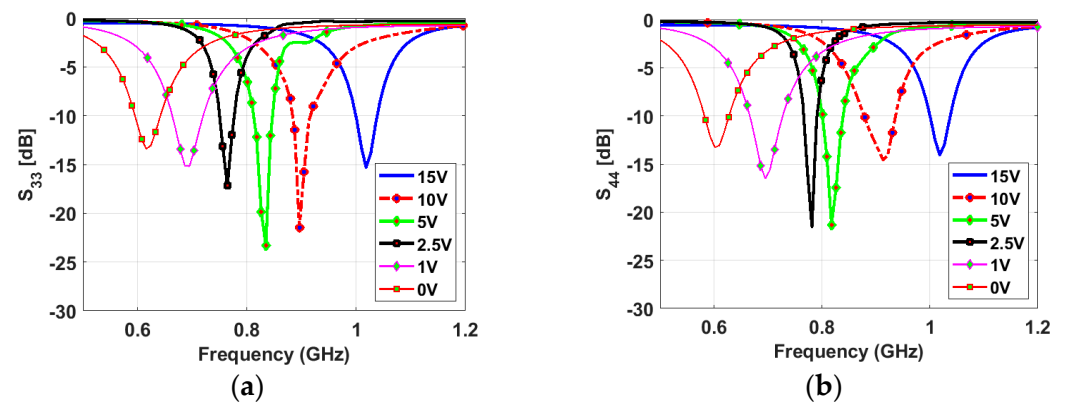 0
-5
-10
-15
-20
-25
-30
S33 [dB]
0.6 0.8 1 1.2
Frequency (GHz)
15V
10V
5V
2.5V
1V
0V
(a)
0
-5
-10
-15
-20
-25
-30
S44 [dB]
0.6 0.8 1 1.2
Frequency (GHz)
15V
10V
5V
2.5V
1V
0V
(b)